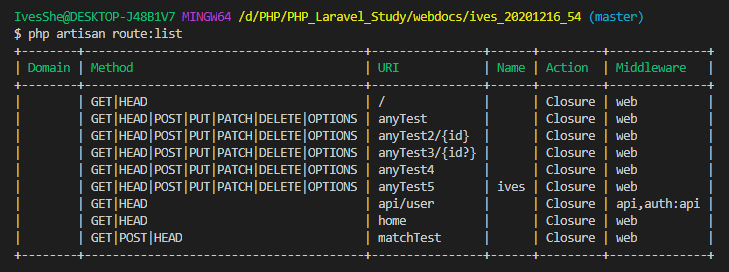 IvesShe@DESKTOP-J48B1V7 MINGW64 /d/PHP/PHP_Laravel_Study/webdocs/ives_20201216_54 (master)
$ php artisan route:list
+--------+----------------------------------------+----------------+------+---------+--------------+
| Domain | Method                                 | URI            | Name | Action  | Middleware   |
+--------+----------------------------------------+----------------+------+---------+--------------+
|        | GET|HEAD                               | /              |      | Closure | web          |
|        | GET|HEAD|POST|PUT|PATCH|DELETE|OPTIONS | anyTest        |      | Closure | web          |
|        | GET|HEAD|POST|PUT|PATCH|DELETE|OPTIONS | anyTest2/{id}  |      | Closure | web          |
|        | GET|HEAD|POST|PUT|PATCH|DELETE|OPTIONS | anyTest3/{id?} |      | Closure | web          |
|        | GET|HEAD|POST|PUT|PATCH|DELETE|OPTIONS | anyTest4       |      | Closure | web          |
|        | GET|HEAD|POST|PUT|PATCH|DELETE|OPTIONS | anyTest5       | ives | Closure | web          |
|        | GET|HEAD                               | api/user       |      | Closure | api,auth:api |
|        | GET|HEAD                               | home           |      | Closure | web          |
|        | GET|POST|HEAD                          | matchTest      |      | Closure | web          |
+--------+----------------------------------------+----------------+------+---------+--------------+